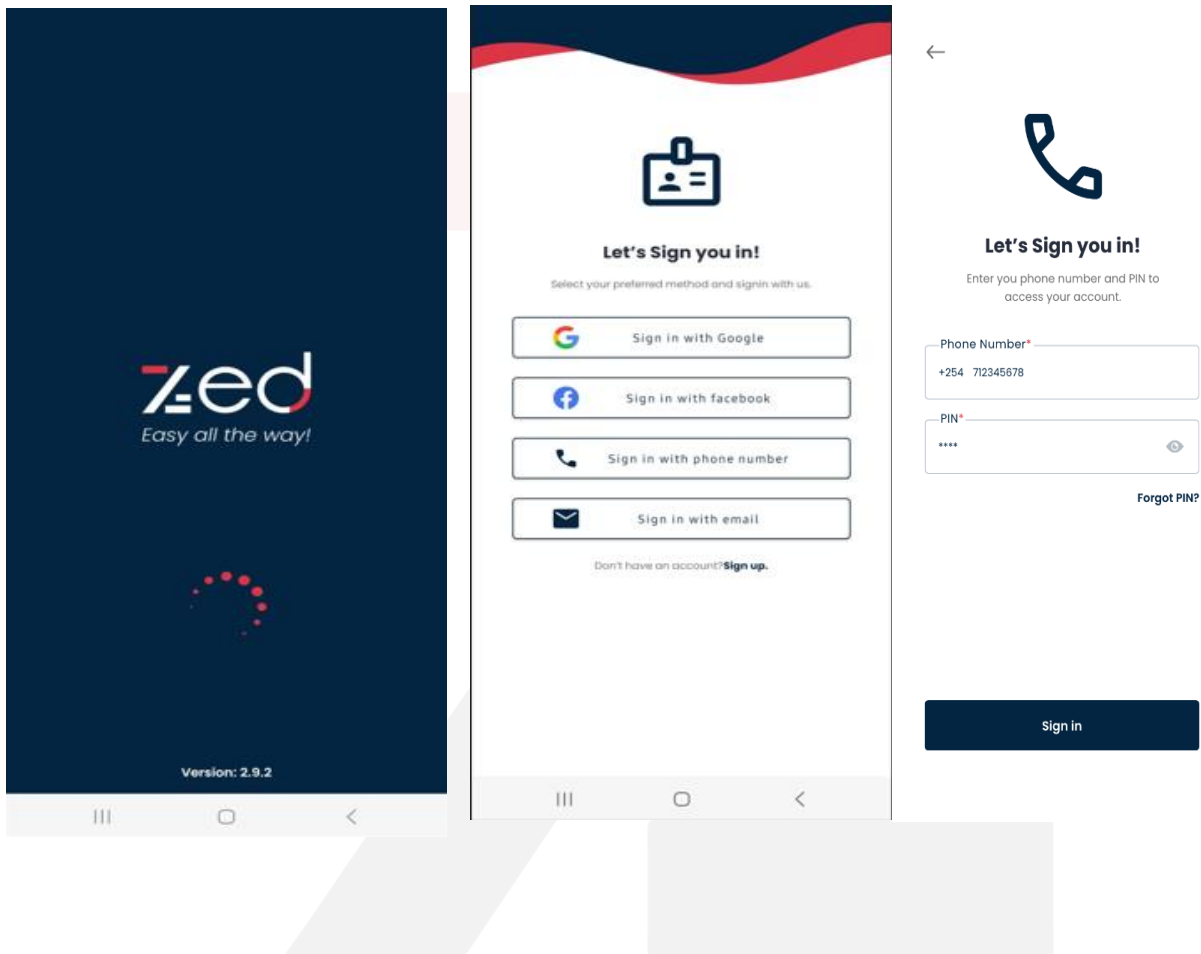 zed
Easy all the way!
Version: 2.9.2
Let's Sign you in!
Select your preferred method and signin with us.
Sign in with Google
Sign in with facebook
Sign in with phone number
Sign in with email
Don't have an account?Sign up.
Let's Sign you in!
Enter you phone number and PIN to
access your account.
Phone Number*
+254 712345678
PIN*
****
Forgot PIN?
Sign in